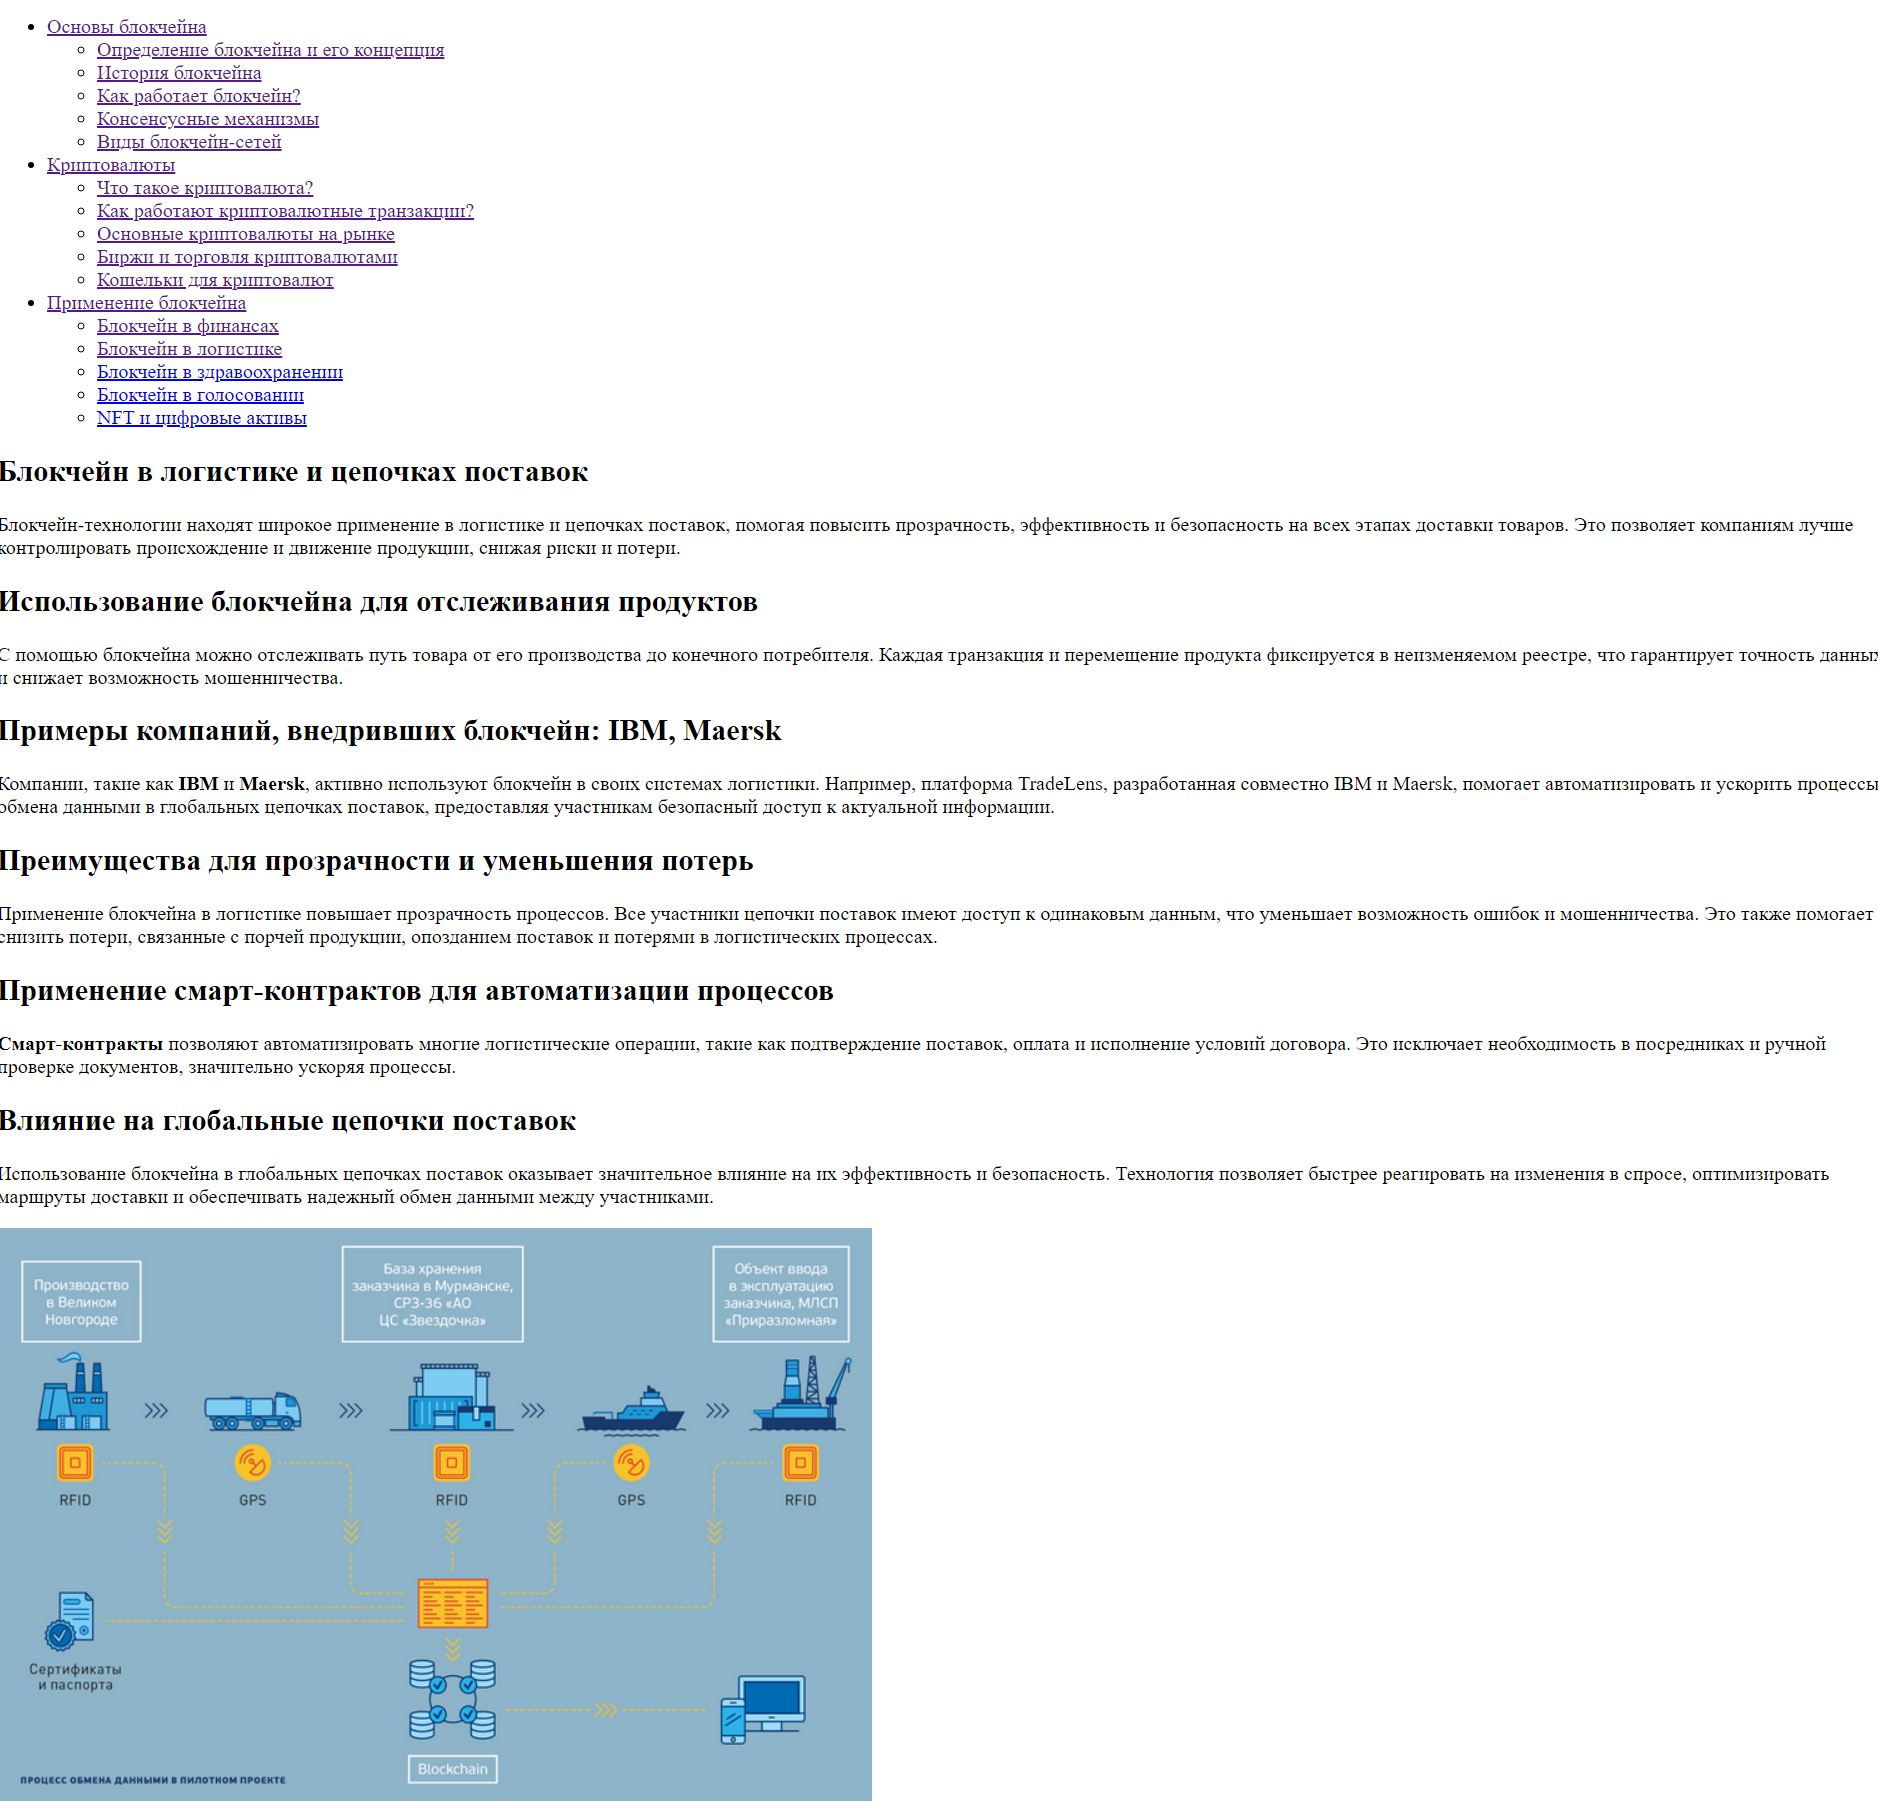 Основы блокчейна
Определение блокчейна и его концепция
История блокчейна
Как работает блокчейн?
Консенсусные механизмы
Виды блокчейн-сетей
Криптовалюты
Что такое криптовалюта?
Как работают криптовалютные транзакции?
Основные криптовалюты на рынке
Биржи и торговля криптовалютами
Кошельки для криптовалют
Применение блокчейна
Блокчейн в финансах
Блокчейн в логистике
Блокчейн в здравоохранении
Блокчейн в голосовании
NFT и цифровые активы
Блокчейн в логистике и цепочках поставок
Блокчейн-технологии находят широкое применение в логистике и цепочках поставок, помогая повысить прозрачность, эффективность и безопасность на всех этапах доставки товаров. Это позволяет компаниям лучше
контролировать происхождение и движение продукции, снижая риски и потери.
Использование блокчейна для отслеживания продуктов
С помощью блокчейна можно отслеживать путь товара от его производства до конечного потребителя. Каждая транзакция и перемещение продукта фиксируется в неизменяемом реестре, что гарантирует точность данных
и снижает возможность мошенничества.
Примеры компаний, внедривших блокчейн: IBM, Maersk
Компании, такие как IBM и Maersk, активно используют блокчейн в своих системах логистики. Например, платформа TradeLens, разработанная совместно IBM и Maersk, помогает автоматизировать и ускорить процессы
обмена данными в глобальных цепочках поставок, предоставляя участникам безопасный доступ к актуальной информации.
Преимущества для прозрачности и уменьшения потерь
Применение блокчейна в логистике повышает прозрачность процессов. Все участники цепочки поставок имеют доступ к одинаковым данным, что уменьшает возможность ошибок и мошенничества. Это также помогает
снизить потери, связанные с порчей продукции, опозданием поставок и потерями в логистических процессах.
Применение смарт-контрактов для автоматизации процессов
Смарт-контракты позволяют автоматизировать многие логистические операции, такие как подтверждение поставок, оплата и исполнение условий договора. Это исключает необходимость в посредниках и ручной
проверке документов, значительно ускоряя процессы.
Влияние на глобальные цепочки поставок
Использование блокчейна в глобальных цепочках поставок оказывает значительное влияние на их эффективность и безопасность. Технология позволяет быстрее реагировать на изменения в спросе, оптимизировать
маршруты доставки и обеспечивать надежный обмен данными между участниками.
Производство
в Великом
Новгороде
База хранения
заказчика в Мурманске,
СРЗ-36 «АО
ЦС «Звездочка»
Объект ввода
в эксплуатацию
заказчика, МЛСП
«Приразломная»
RFID
GPS
RFID
GPS
RFID
Сертификаты
и паспорта
Blockchain
ПРОЦЕСС ОБМЕНА ДАННЫМИ В ПИЛОТНОМ ПРОЕКТЕ